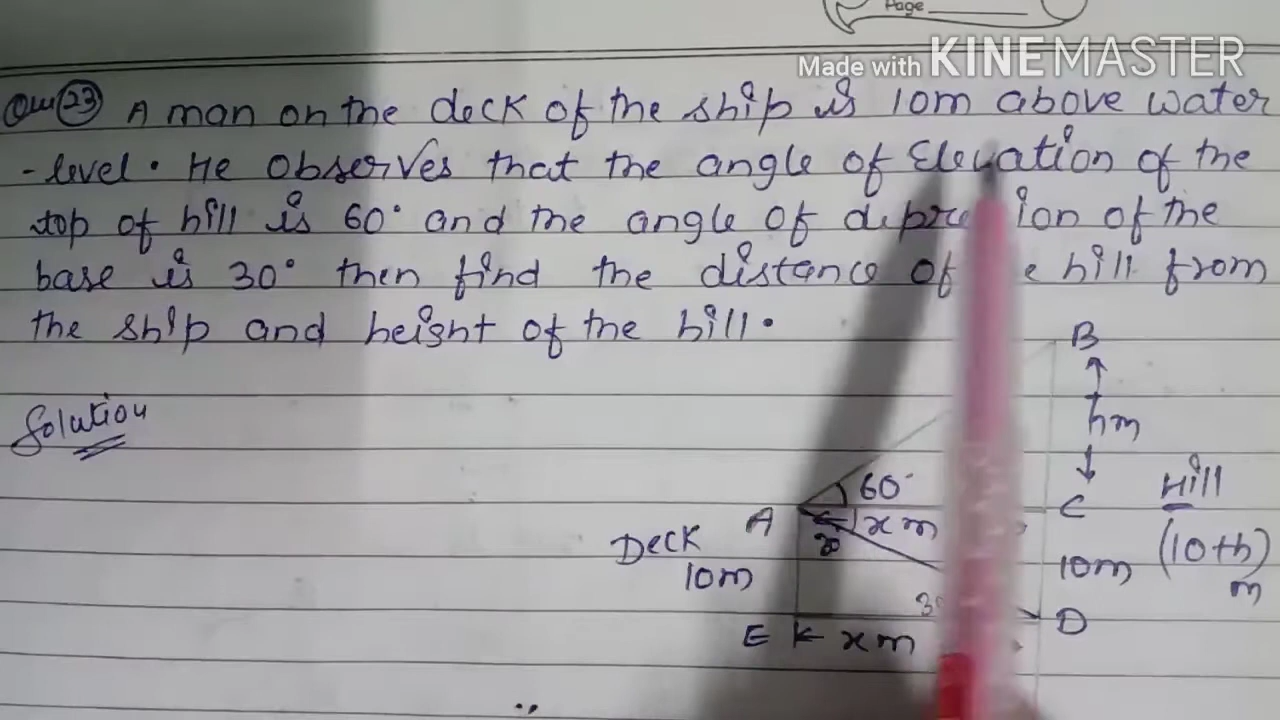 Page
Made with KINEMASTER
Que 23 A man on the deck of the ship is 10m above water
-level. He observes that the angle of Elevation of the
top of hill is 60° and the angle of ion of the
base is 30° then find the distance of hill from
the ship and height of the hill.
B
Solution
hm
60°
Hill
A
x m
C
Deck
10m
10m
(10+h)
m
E
x m
D